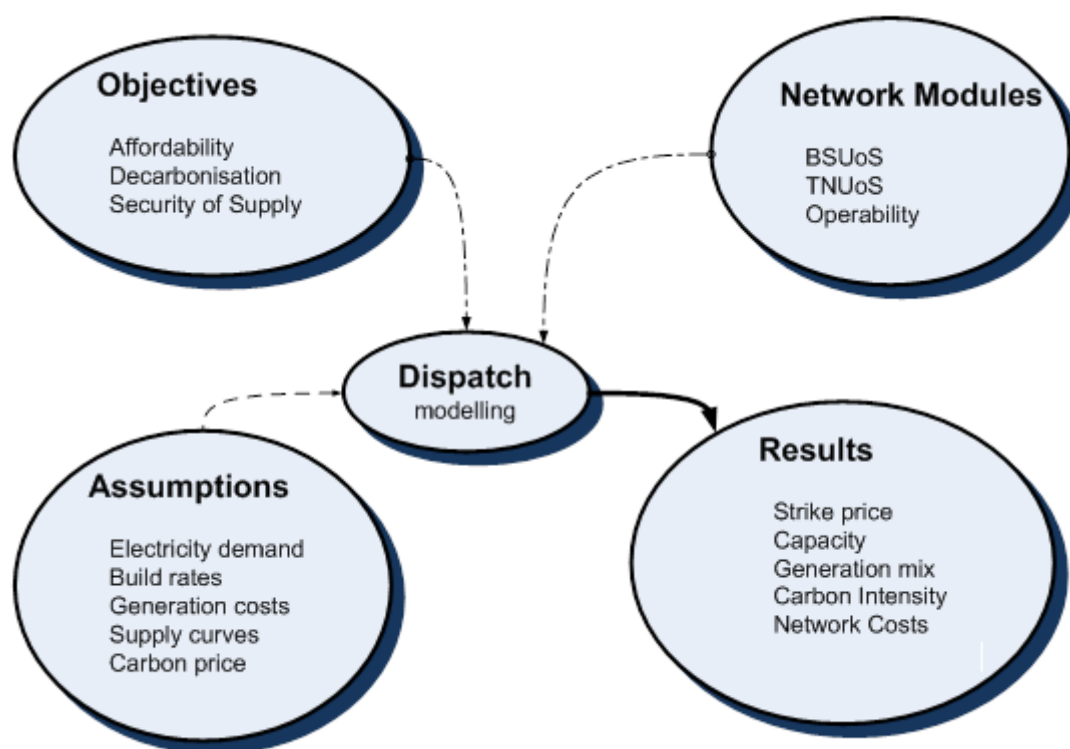 Objectives
Affordability
Decarbonisation
Security of Supply
Network Modules
BSUoS
TNUoS
Operability
Dispatch
modelling
Assumptions
Electricity demand
Build rates
Generation costs
Supply curves
Carbon price
Results
Strike price
Capacity
Generation mix
Carbon Intensity
Network Costs